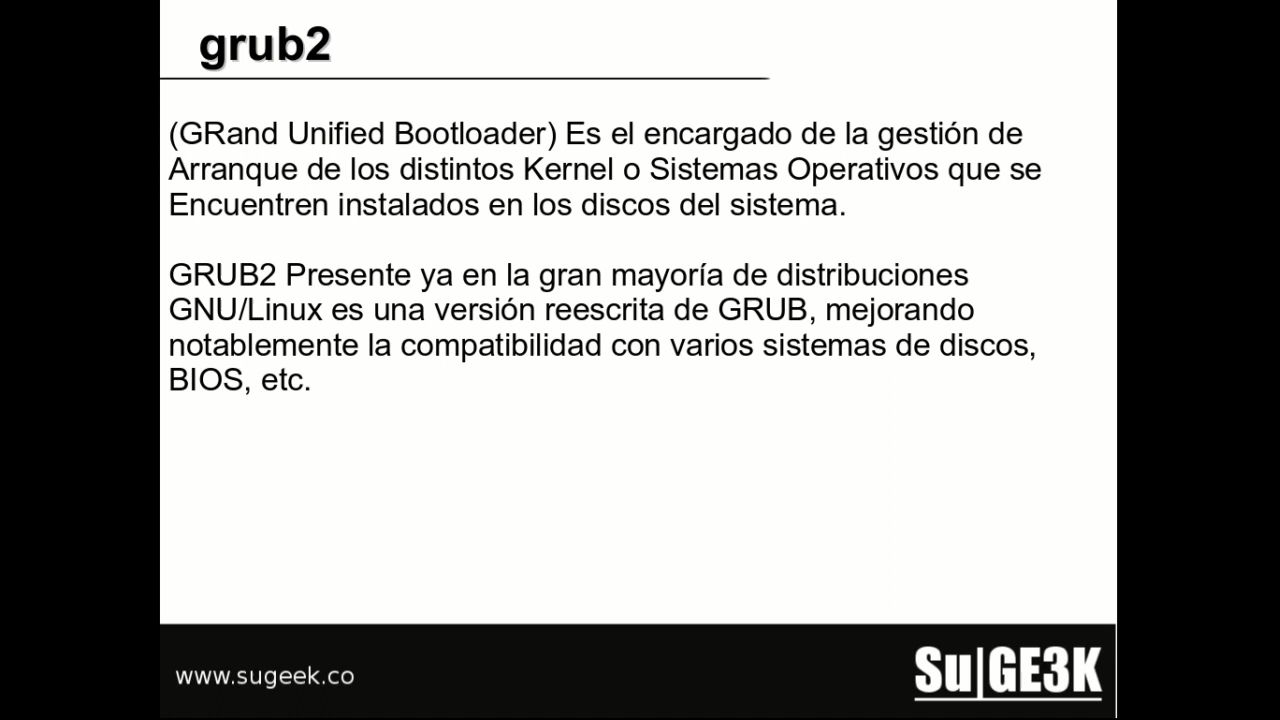 grub2
(GRand Unified Bootloader) Es el encargado de la gestión de
Arranque de los distintos Kernel o Sistemas Operativos que se
Encuentren instalados en los discos del sistema.
GRUB2 Presente ya en la gran mayoría de distribuciones
GNU/Linux es una versión reescrita de GRUB, mejorando
notablemente la compatibilidad con varios sistemas de discos,
BIOS, etc.
www.sugeek.co
Su|GE3K